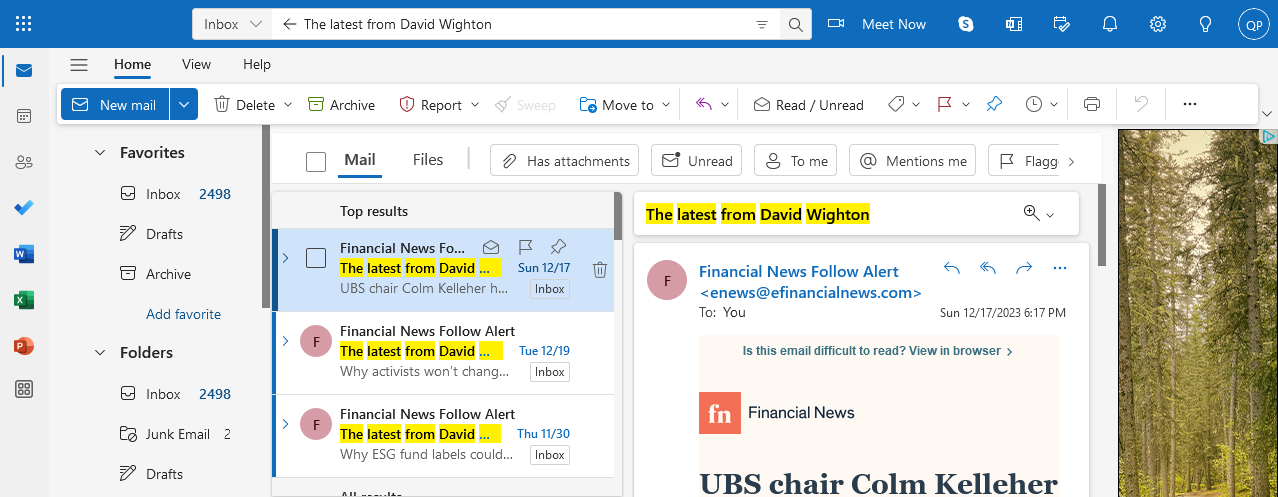 Inbox The latest from David Wighton Meet Now QP
Home View Help
New mail Delete Archive Report Sweep Move to Read / Unread
Favorites
Inbox 2498
Drafts
Archive
Add favorite
Folders
Inbox 2498
Junk Email 2
Drafts
Mail Files Has attachments Unread To me Mentions me Flagg
Top results
Financial News Fo...
The latest from David ... Sun 12/17
UBS chair Colm Kelleher h... Inbox
F Financial News Follow Alert
The latest from David ... Tue 12/19
Why activists won't chang... Inbox
F Financial News Follow Alert
The latest from David ... Thu 11/30
Why ESG fund labels could... Inbox
All results
The latest from David Wighton
F Financial News Follow Alert
<enews@efinancialnews.com>
To: You Sun 12/17/2023 6:17 PM
Is this email difficult to read? View in browser >
fn Financial News
UBS chair Colm Kelleher